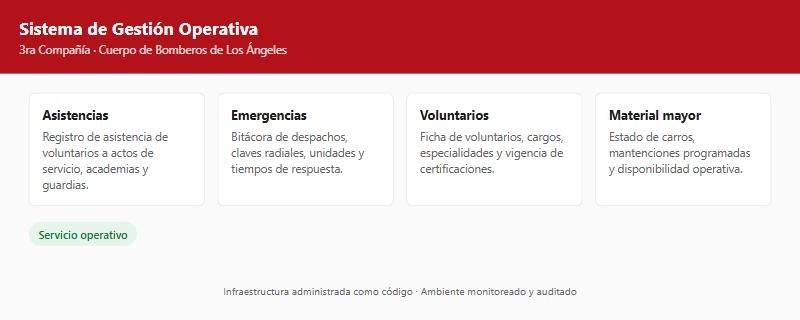 Sistema de Gestión Operativa
3ra Compañía · Cuerpo de Bomberos de Los Ángeles
Asistencias
Registro de asistencia de
voluntarios a actos de
servicio, academias y
guardias.
Emergencias
Bitácora de despachos,
claves radiales, unidades y
tiempos de respuesta.
Voluntarios
Ficha de voluntarios, cargos,
especialidades y vigencia de
certificaciones.
Material mayor
Estado de carros,
mantenciones programadas
y disponibilidad operativa.
Servicio operativo
Infraestructura administrada como código · Ambiente monitoreado y auditado